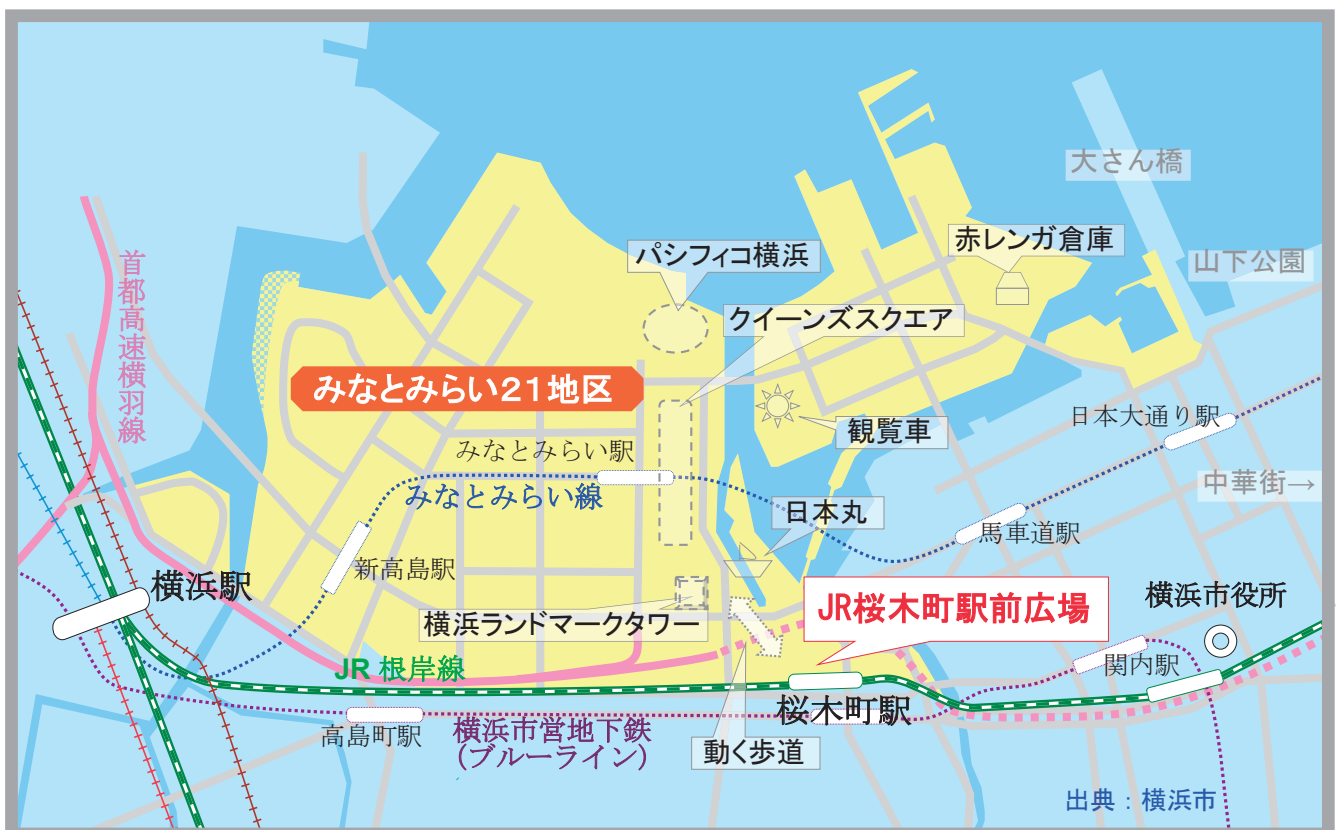 大さん橋
赤レンガ倉庫
パシフィコ横浜
山下公園
首都高速横羽線
クイーンズスクエア
みなとみらい21地区
日本大通り駅
観覧車
みなとみらい駅
みなとみらい線
中華街→
日本丸
馬車道駅
新高島駅
横浜駅
横浜市役所
JR桜木町駅前広場
横浜ランドマークタワー
関内駅
JR 根岸線
桜木町駅
高島町駅
横浜市営地下鉄
(ブルーライン)
動く歩道
出典：横浜市